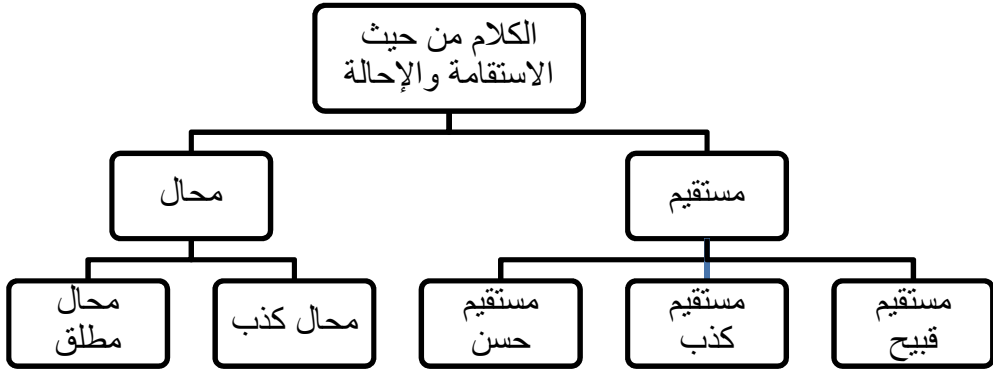 الكلام من حيث
الاستقامة والإحالة
مستقيم
محال
مستقيم
قبيح
مستقيم
كذب
مستقيم
حسن
محال كذب
محال
مطلق